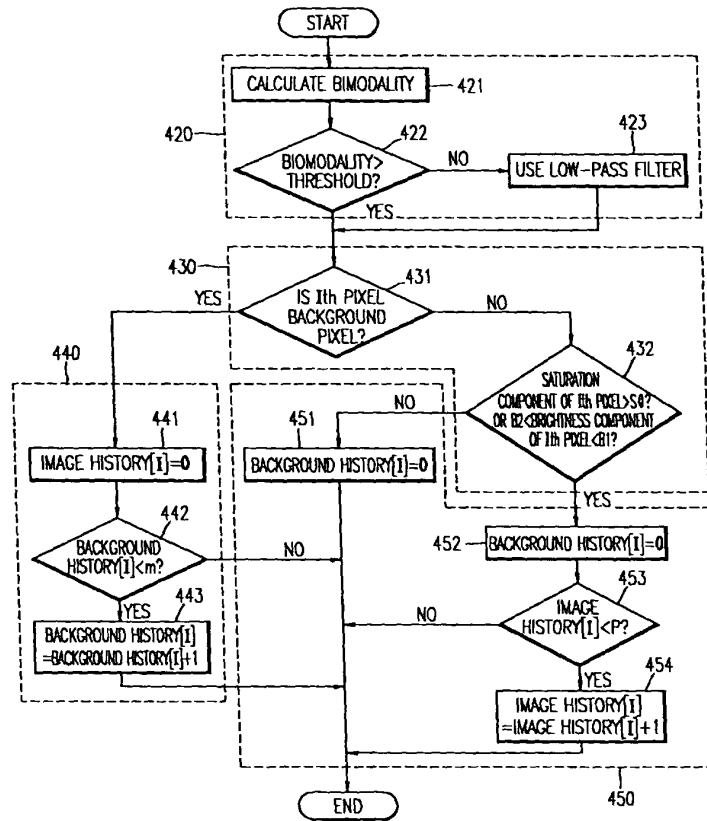 START
CALCULATE BIMODALITY
421
420
422
BIOMODALITY>
THRESHOLD?
NO
423
USE LOW-PASS FILTER
YES
430
431
YES
IS Ith PIXEL
BACKGROUND
PIXEL?
NO
432
SATURATION
COMPONENT OF Ith PIXEL>S0?
OR B2<BRIGHTNESS COMPONENT
OF Ith PIXEL<B1?
NO
YES
440
441
IMAGE HISTORY[I]=0
451
BACKGROUND HISTORY[I]=0
442
BACKGROUND
HISTORY[I]<m?
NO
452
BACKGROUND HISTORY[I]=0
YES
443
BACKGROUND HISTORY[I]
=BACKGROUND HISTORY[I]+1
453
IMAGE
HISTORY[I]<P?
NO
YES
454
IMAGE HISTORY[I]
=IMAGE HISTORY[I]+1
END
450